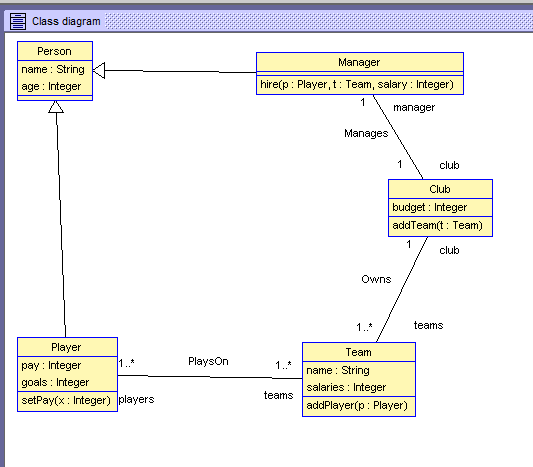 Class diagram
Person
name : String
age : Integer
Manager
hire(p : Player, t : Team, salary : Integer)
1
manager
Manages
1
club
Club
budget : Integer
addTeam(t : Team)
1
club
Owns
1..*
teams
Player
pay : Integer
goals : Integer
setPay(x : Integer)
1..*
players
PlaysOn
1..*
teams
Team
name : String
salaries : Integer
addPlayer(p : Player)